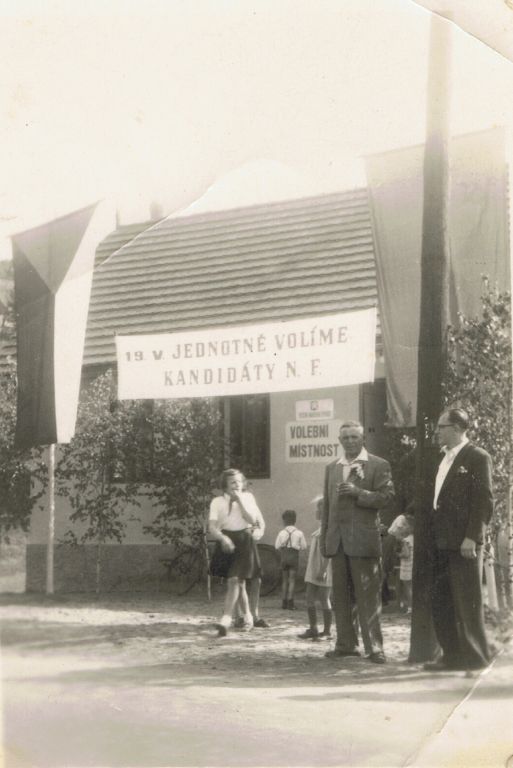 19. V. JEDNOTNĚ VOLÍME
KANDIDÁTY N. F.
VOLEBNÍ
MÍSTNOST